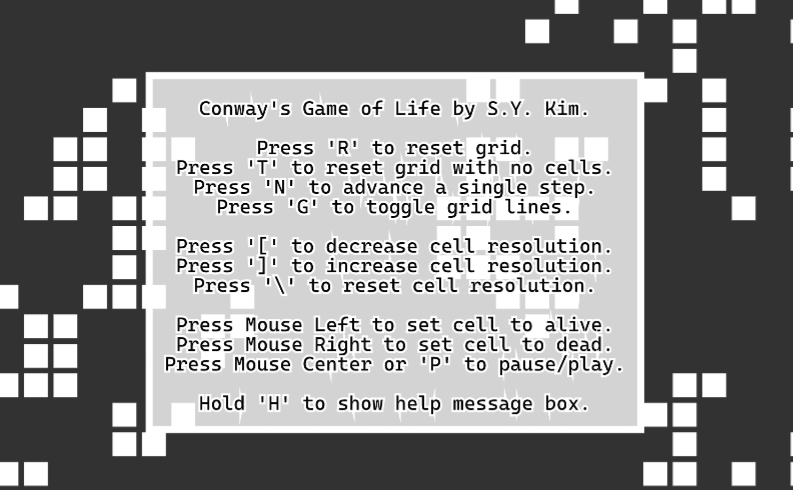 Conway's Game of Life by S.Y. Kim.
Press 'R' to reset grid.
Press 'T' to reset grid with no cells.
Press 'N' to advance a single step.
Press 'G' to toggle grid lines.
Press '[' to decrease cell resolution.
Press ']' to increase cell resolution.
Press '\' to reset cell resolution.
Press Mouse Left to set cell to alive.
Press Mouse Right to set cell to dead.
Press Mouse Center or 'P' to pause/play.
Hold 'H' to show help message box.